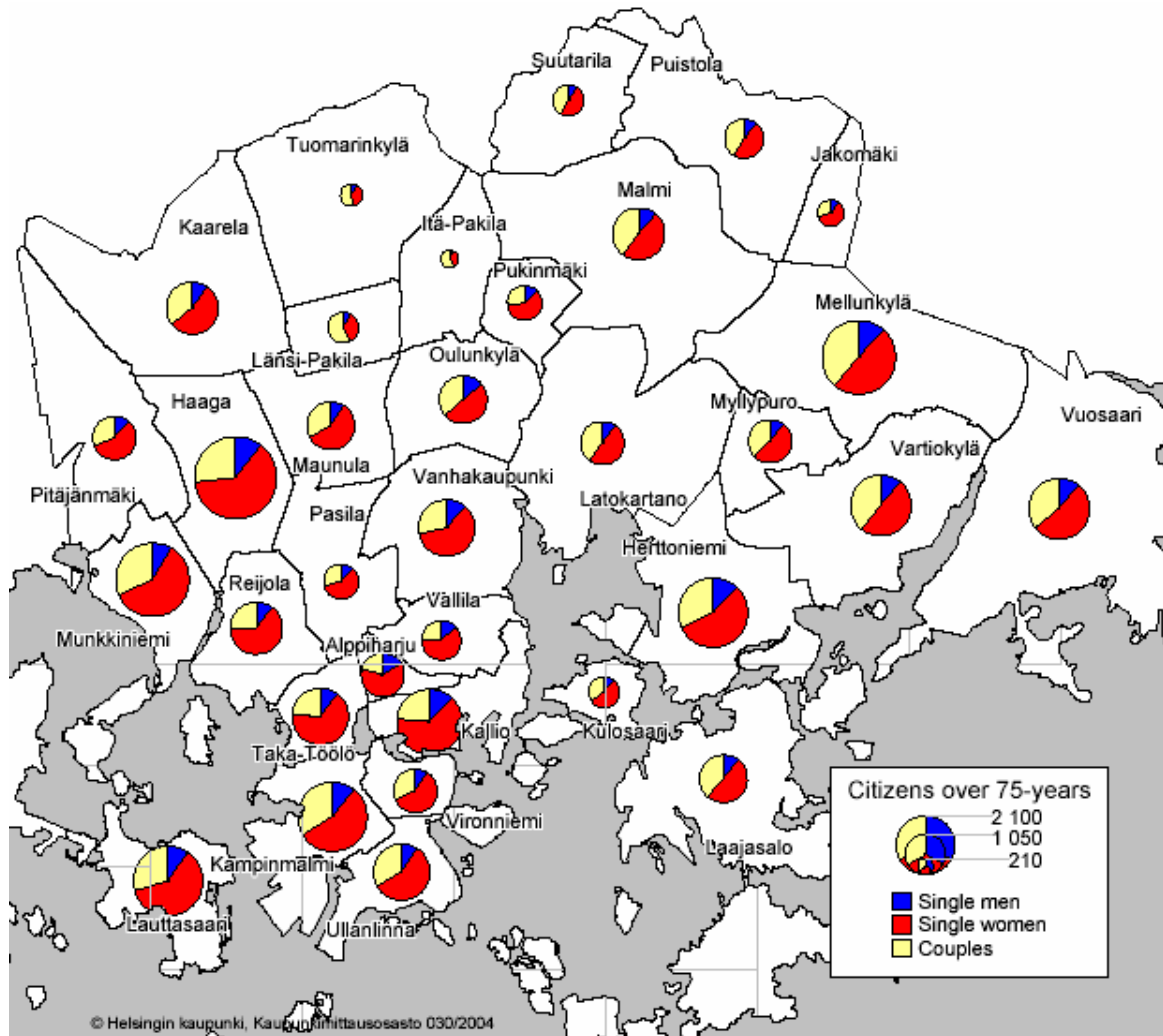 Suutarila
Puistola
Tuomarinkylä
Jakomäki
Malmi
Itä-Pakila
Kaarela
Pukinmäki
Mellunkylä
Länsi-Pakila
Oulunkylä
Haaga
Myllypuro
Vuosaari
Vartiokylä
Maunula
Vanhakaupunki
Pitäjänmäki
Latokartano
Pasila
Herttoniemi
Reijola
Vallila
Munkkiniemi
Alppiharju
Kallio
Kulosaari
Taka-Töölö
Vironniemi
Laajasalo
Kampinmalmi
Lauttasaari
Ullanlinna
Citizens over 75-years
2 100
1 050
210
Single men
Single women
Couples
© Helsingin kaupunki, Kaupunkimittausosasto 030/2004